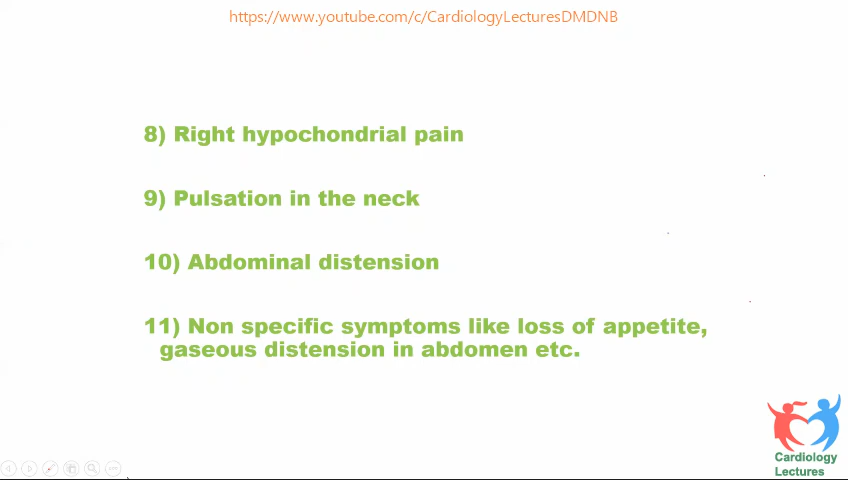 https://www.youtube.com/c/CardiologyLecturesDMDNB
8) Right hypochondrial pain
9) Pulsation in the neck
10) Abdominal distension
11) Non specific symptoms like loss of appetite,
gaseous distension in abdomen etc.
Cardiology
Lectures